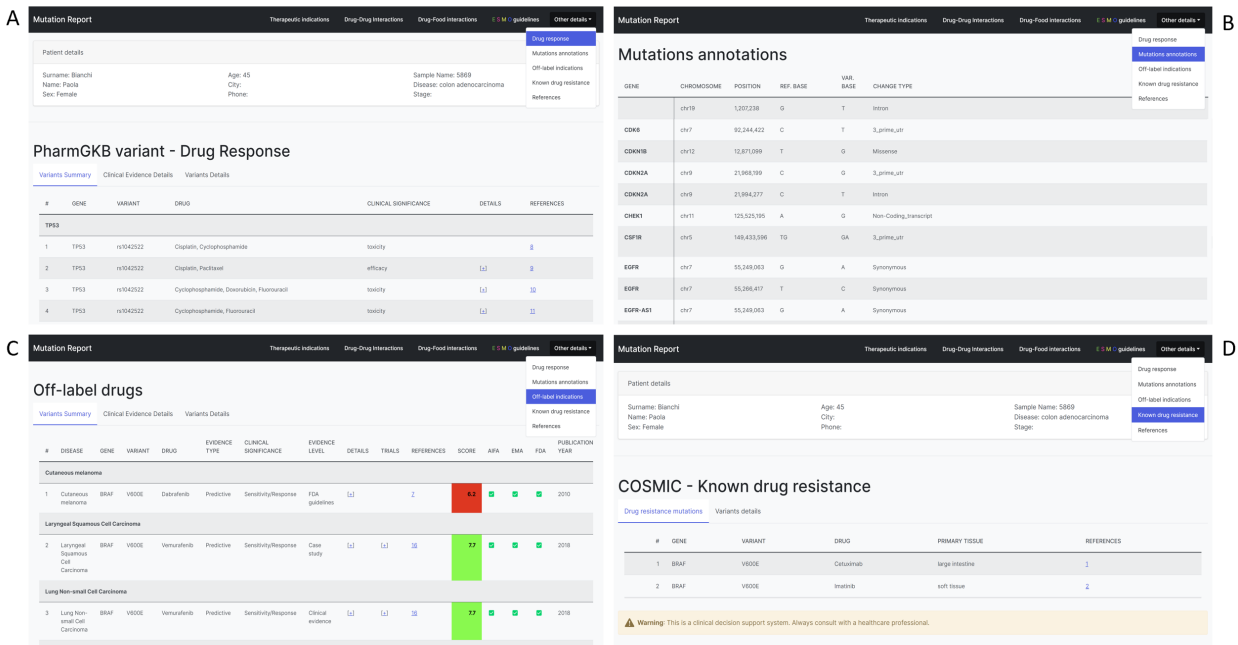 A
Mutation Report Therapeutic indications Drug-Drug Interactions Drug-Food interactions E S M O guidelines Other details
Drug response
Mutations annotations
Off-label indications
Known drug resistance
References
Patient details
Surname: Bianchi Age: 45 Sample Name: 5869
Name: Paola City: Disease: colon adenocarcinoma
Sex: Female Phone: Stage:
PharmGKB variant - Drug Response
Variants Summary Clinical Evidence Details Variants Details
# GENE VARIANT DRUG CLINICAL SIGNIFICANCE DETAILS REFERENCES
TP53
1 TP53 rs1042522 Cisplatin, Cyclophosphamide toxicity 8
2 TP53 rs1042522 Cisplatin, Paclitaxel efficacy [+] 9
3 TP53 rs1042522 Cyclophosphamide, Doxorubicin, Fluorouracil toxicity [+] 10
4 TP53 rs1042522 Cyclophosphamide, Fluorouracil toxicity [+] 11
B
Mutation Report Therapeutic indications Drug-Drug Interactions Drug-Food interactions E S M O guidelines Other details
Drug response
Mutations annotations
Off-label indications
Known drug resistance
References
Mutations annotations
GENE CHROMOSOME POSITION REF. BASE VAR. BASE CHANGE TYPE
chr19 1,207,238 G T Intron
CDK6 chr7 92,244,422 C T 3_prime_utr
CDKN1B chr12 12,871,099 T G Missense
CDKN2A chr9 21,968,199 C G 3_prime_utr
CDKN2A chr9 21,994,277 C T Intron
CHEK1 chr11 125,525,195 A G Non-Coding_transcript
CSF1R chr5 149,433,596 TG GA 3_prime_utr
EGFR chr7 55,249,063 G A Synonymous
EGFR chr7 55,266,417 T C Synonymous
EGFR-AS1 chr7 55,249,063 G A Synonymous
C
Mutation Report Therapeutic indications Drug-Drug Interactions Drug-Food interactions E S M O guidelines Other details
Drug response
Mutations annotations
Off-label indications
Known drug resistance
References
Off-label drugs
Variants Summary Clinical Evidence Details Variants Details
# DISEASE GENE VARIANT DRUG EVIDENCE TYPE CLINICAL SIGNIFICANCE EVIDENCE LEVEL DETAILS TRIALS REFERENCES SCORE AIFA EMA FDA PUBLICATION YEAR
Cutaneous melanoma
1 Cutaneous melanoma BRAF V600E Dabrafenib Predictive Sensitivity/Response FDA guidelines [+] 7 6.2 2010
Laryngeal Squamous Cell Carcinoma
2 Laryngeal Squamous Cell Carcinoma BRAF V600E Vemurafenib Predictive Sensitivity/Response Case study [+] [+] 16 7.7 2018
Lung Non-small Cell Carcinoma
3 Lung Non-small Cell Carcinoma BRAF V600E Vemurafenib Predictive Sensitivity/Response Clinical evidence [+] [+] 16 7.7 2018
D
Mutation Report Therapeutic indications Drug-Drug Interactions Drug-Food interactions E S M O guidelines Other details
Drug response
Mutations annotations
Off-label indications
Known drug resistance
References
Patient details
Surname: Bianchi Age: 45 Sample Name: 5869
Name: Paola City: Disease: colon adenocarcinoma
Sex: Female Phone: Stage:
COSMIC - Known drug resistance
Drug resistance mutations Variants details
# GENE VARIANT DRUG PRIMARY TISSUE REFERENCES
1 BRAF V600E Cetuximab large intestine 1
2 BRAF V600E Imatinib soft tissue 2
Warning: This is a clinical decision support system. Always consult with a healthcare professional.